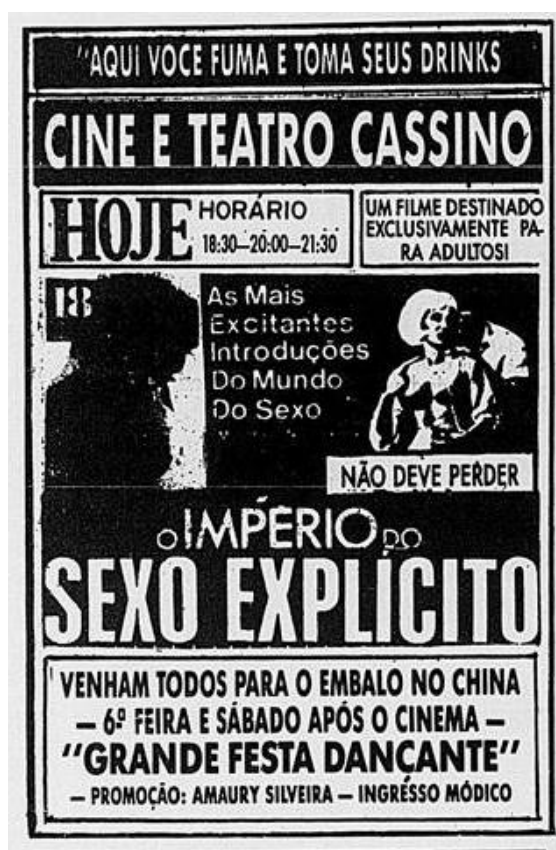 "AQUI VOCE FUMA E TOMA SEUS DRINKS
CINE E TEATRO CASSINO
HOJE
HORÁRIO
18:30—20:00—21:30
UM FILME DESTINADO
EXCLUSIVAMENTE PA-
RA ADULTOS!
18
As Mais
Excitantes
Introduções
Do Mundo
Do Sexo
NÃO DEVE PERDER
O IMPÉRIO DO
SEXO EXPLÍCITO
VENHAM TODOS PARA O EMBALO NO CHINA
— 6ª FEIRA E SÁBADO APÓS O CINEMA —
"GRANDE FESTA DANÇANTE"
— PROMOÇÃO: AMAURY SILVEIRA — INGRESSO MÓDICO